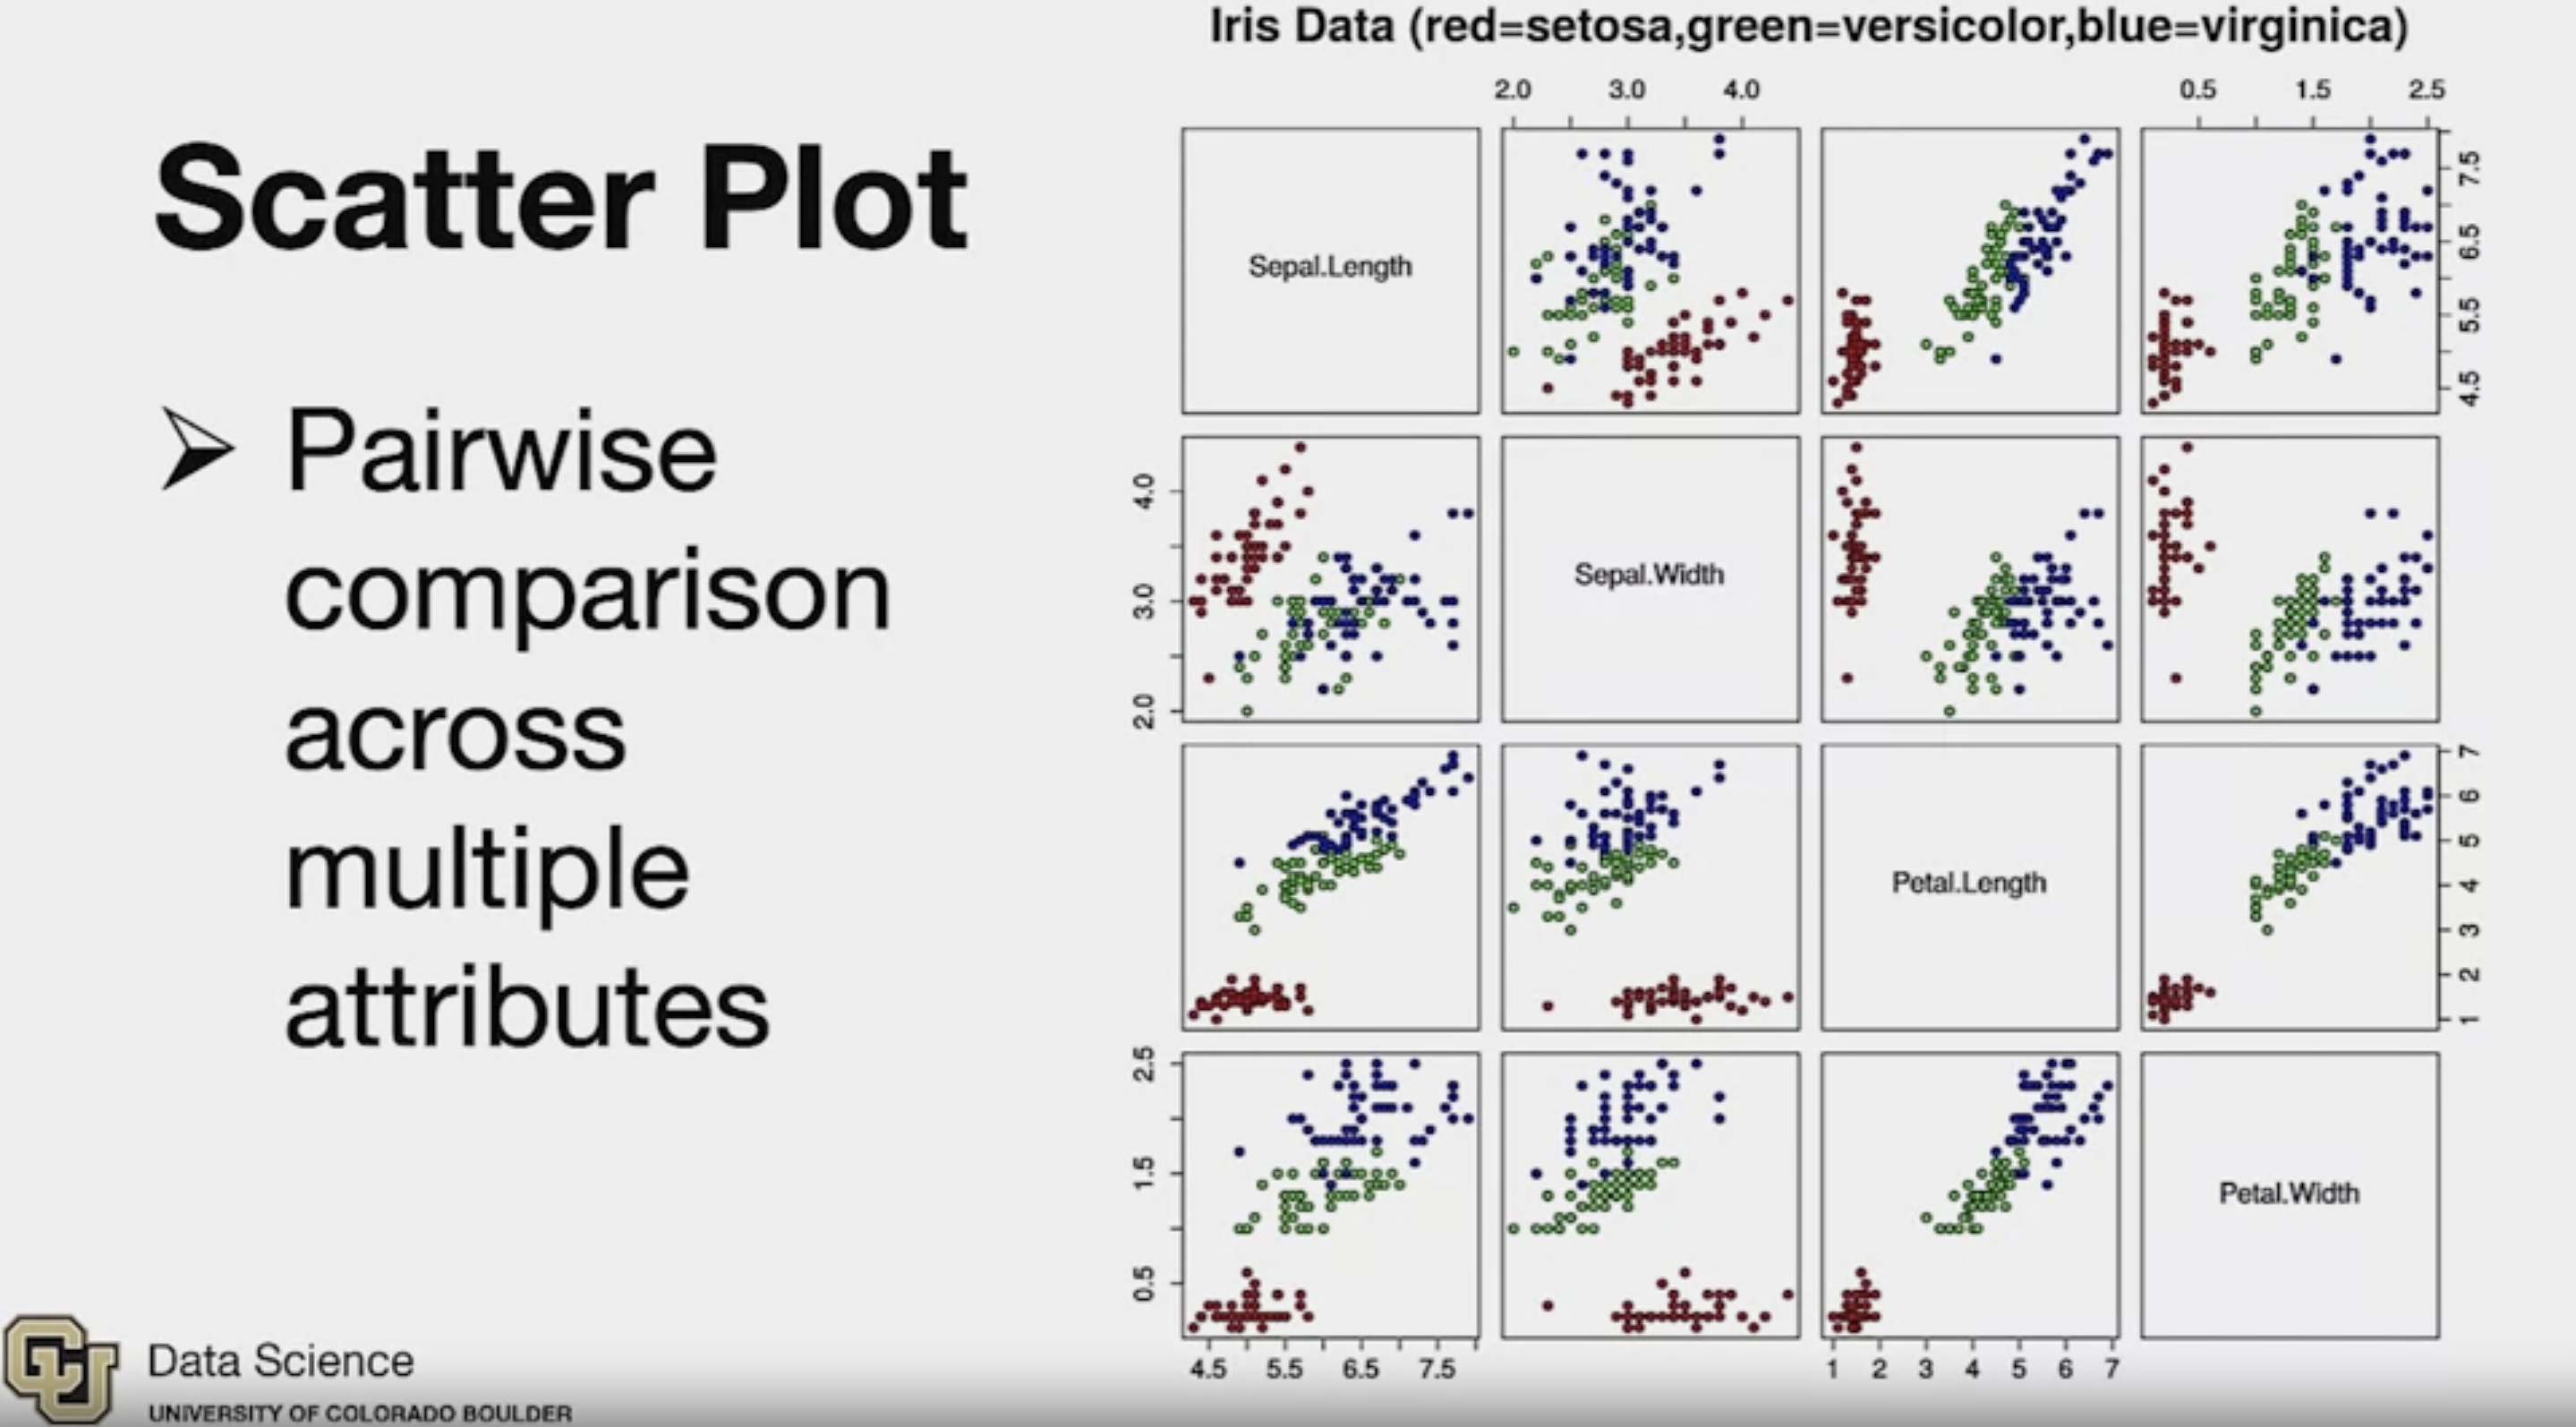 Iris Data (red=setosa,green=versicolor,blue=virginica)
Scatter Plot
➢ Pairwise
comparison
across
multiple
attributes
2.0 3.0 4.0
0.5 1.5 2.5
Sepal.Length
4.5 5.5 6.5 7.5
2.0 3.0 4.0
Sepal.Width
Petal.Length
1 2 3 4 5 6 7
0.5 1.5 2.5
Petal.Width
4.5 5.5 6.5 7.5
1 2 3 4 5 6 7
CU
Data Science
UNIVERSITY OF COLORADO BOULDER